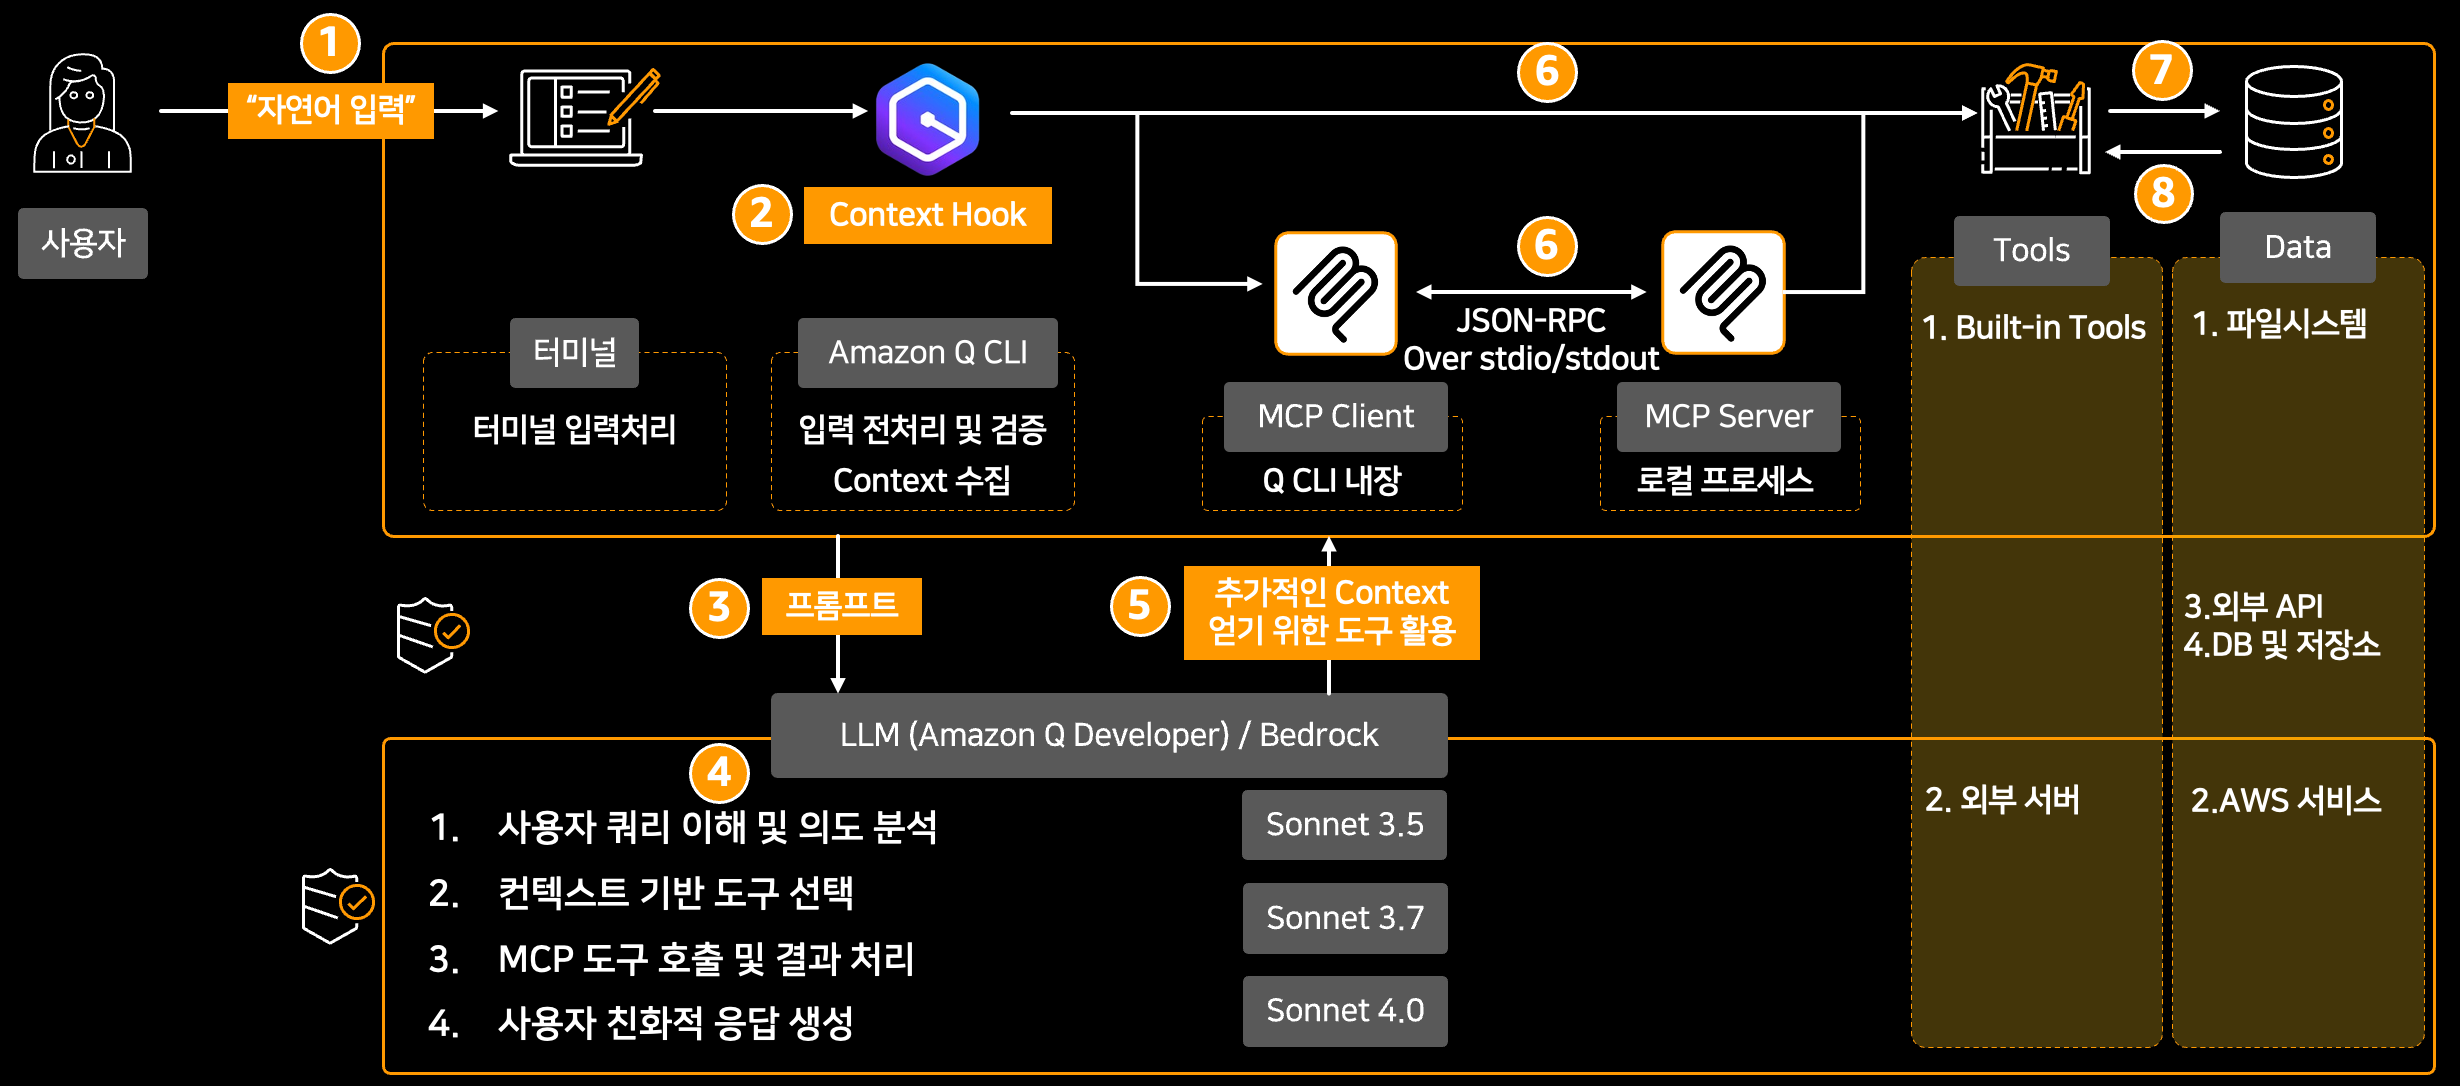 1
"자연어 입력"
사용자
2
Context Hook
6
7
8
6
JSON-RPC
Over stdio/stdout
터미널
터미널 입력처리
Amazon Q CLI
입력 전처리 및 검증
Context 수집
MCP Client
Q CLI 내장
MCP Server
로컬 프로세스
Tools
1. Built-in Tools
2. 외부 서버
Data
1. 파일시스템
3.외부 API
4.DB 및 저장소
2.AWS 서비스
3
프롬프트
5
추가적인 Context
얻기 위한 도구 활용
LLM (Amazon Q Developer) / Bedrock
4
1. 사용자 쿼리 이해 및 의도 분석
2. 컨텍스트 기반 도구 선택
3. MCP 도구 호출 및 결과 처리
4. 사용자 친화적 응답 생성
Sonnet 3.5
Sonnet 3.7
Sonnet 4.0